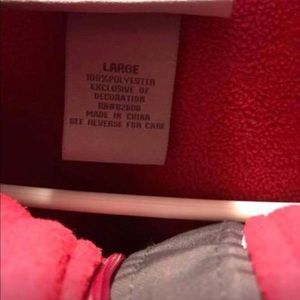 LARGE
100%POLYESTER
EXCLUSIVE OF
DECORATION
MADE IN CHINA
SEE REVERSE FOR CARE